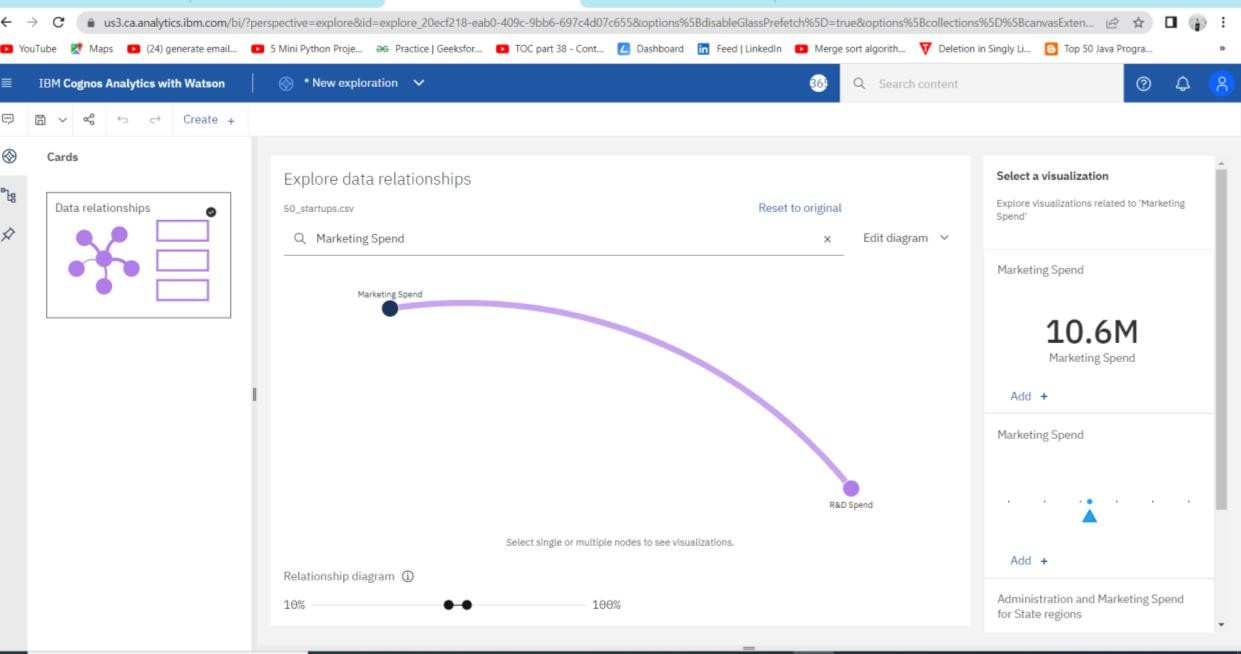 us3.ca.analytics.ibm.com/bi/?perspective=explore&id=explore_20ecf218-eab0-409c-9bb6-697c4d07c655&options%5BdisableGlassPrefetch%5D=true&options%5Bcollections%5D%5BcanvasExten...
YouTube Maps (24) generate email... 5 Mini Python Proje... Practice | Geeksfor... TOC part 38 - Cont... Dashboard Feed | LinkedIn Merge sort algorith... Deletion in Singly Li... Top 50 Java Progra... »
IBM Cognos Analytics with Watson * New exploration 365 Search content
Create +
Cards
Data relationships
Explore data relationships
50_startups.csv Reset to original
Marketing Spend × Edit diagram
Marketing Spend
R&D Spend
Select single or multiple nodes to see visualizations.
Relationship diagram
10% 100%
Select a visualization
Explore visualizations related to 'Marketing
Spend'
Marketing Spend
10.6M
Marketing Spend
Add +
Marketing Spend
Add +
Administration and Marketing Spend
for State regions